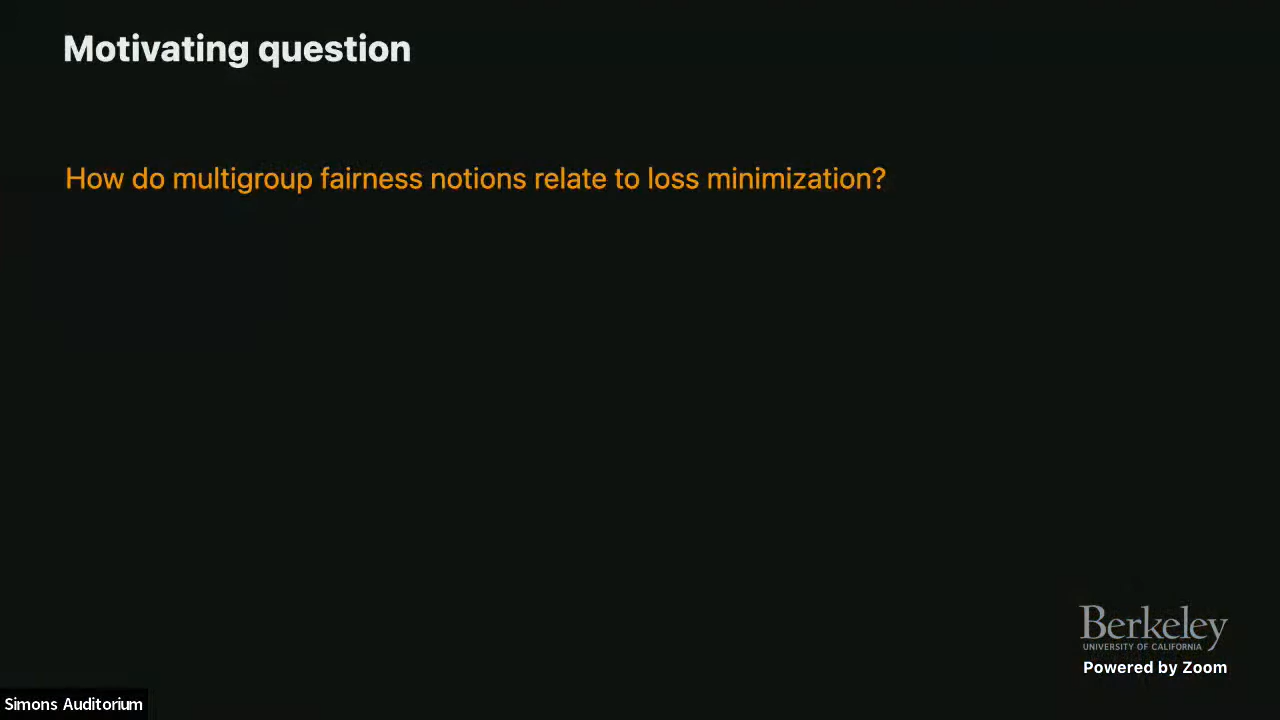 Motivating question
How do multigroup fairness notions relate to loss minimization?
Berkeley
UNIVERSITY OF CALIFORNIA
Powered by Zoom
Simons Auditorium